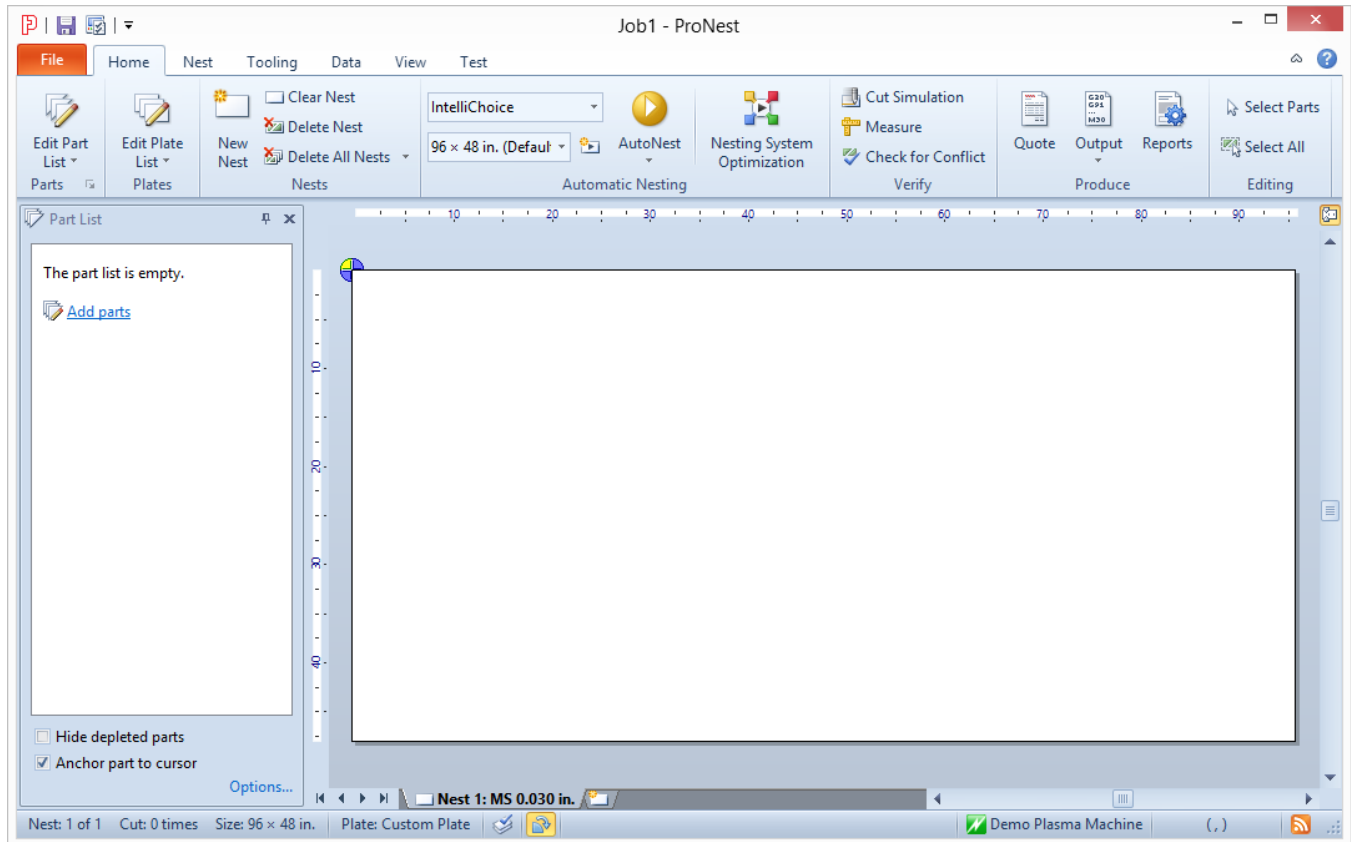 Job1 - ProNest
File Home Nest Tooling Data View Test
Edit Part List
Parts
Edit Plate List
Plates
New Nest
Clear Nest
Delete Nest
Delete All Nests
Nests
IntelliChoice
96 × 48 in. (Defaul
AutoNest
Nesting System Optimization
Automatic Nesting
Cut Simulation
Measure
Check for Conflict
Verify
Quote
G20 GP1 ... M30
Output
Reports
Produce
Select Parts
Select All
Editing
Part List
10 20 30 40 50 60 70 80 90
The part list is empty.
Add parts
10
20
30
40
Hide depleted parts
Anchor part to cursor
Options...
Nest 1: MS 0.030 in.
Nest: 1 of 1 Cut: 0 times Size: 96 × 48 in. Plate: Custom Plate Demo Plasma Machine ( , )